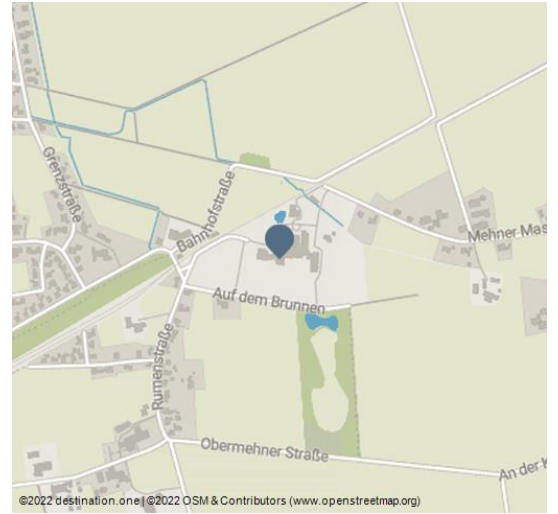 Grenzstraße
Bahnhofstraße
Mehner Mas
Auf dem Brunnen
Rumenstraße
Obermehner Straße
An der K
©2022 destination.one | ©2022 OSM & Contributors (www.openstreetmap.org)